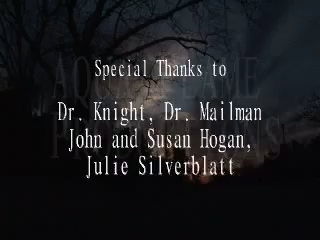 Special Thanks to
Dr. Knight, Dr. Mailman
John and Susan Hogan,
Julie Silverblatt